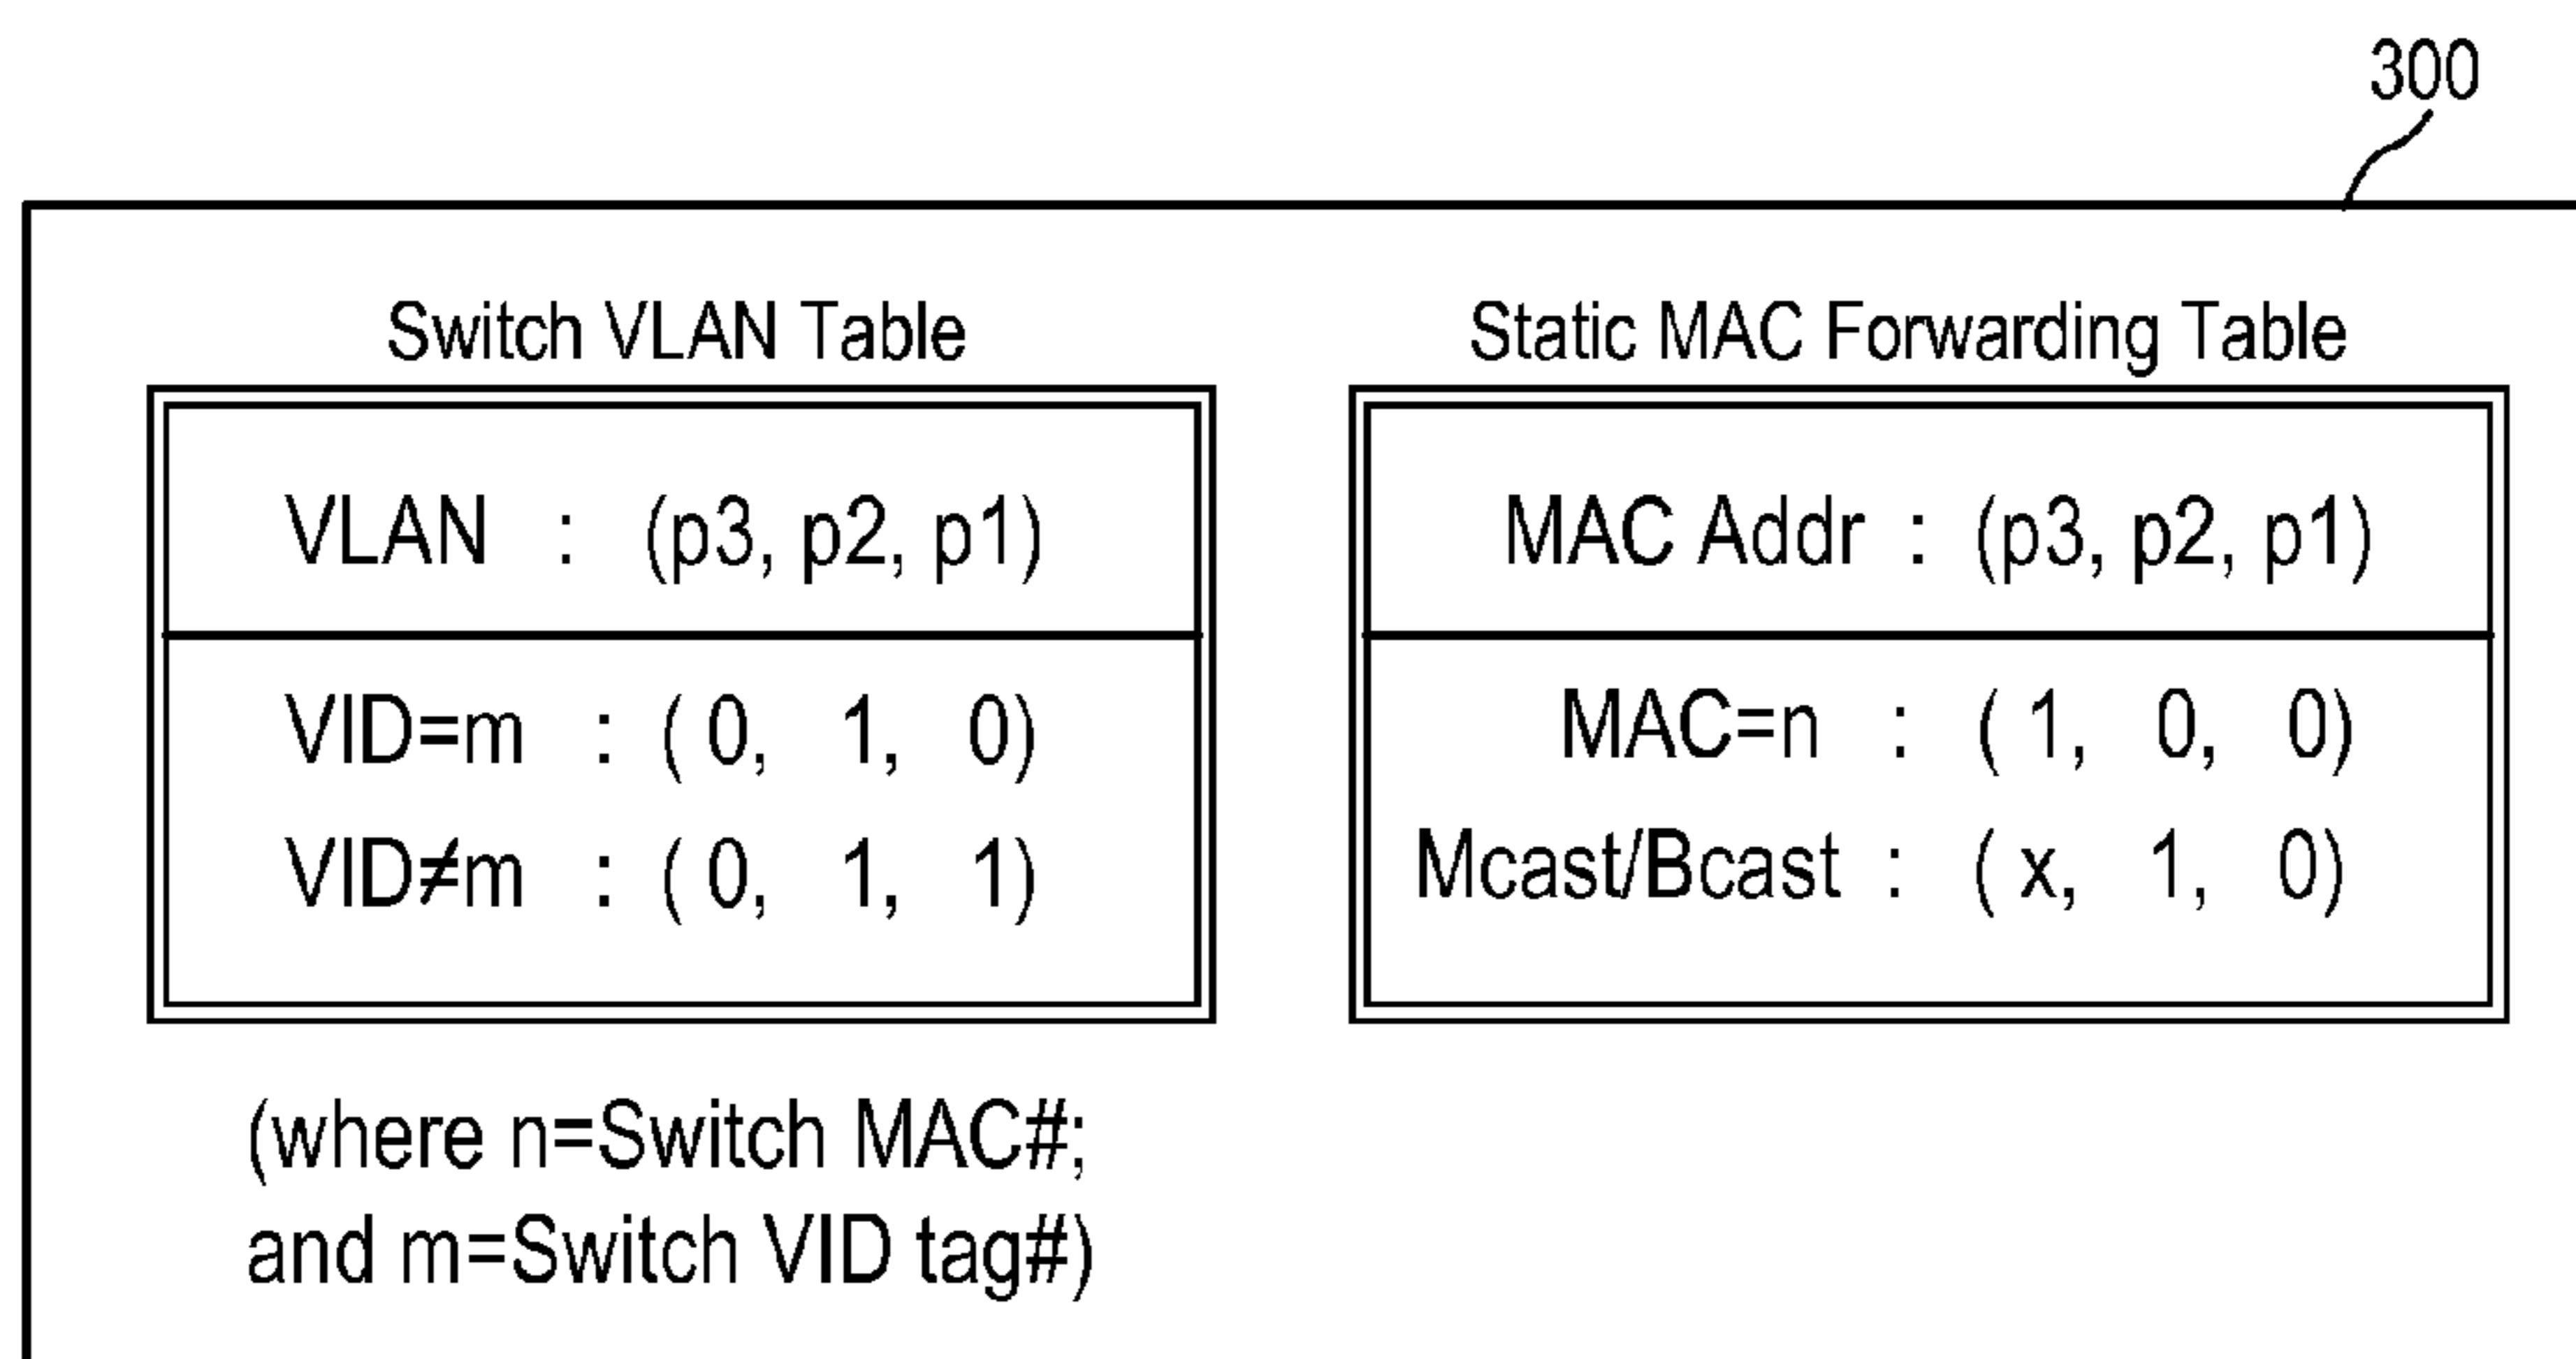 300
Switch VLAN Table
VLAN : (p3, p2, p1)
VID=m : ( 0, 1, 0)
VID≠m : ( 0, 1, 1)
Static MAC Forwarding Table
MAC Addr : (p3, p2, p1)
MAC=n : ( 1, 0, 0)
Mcast/Bcast : ( x, 1, 0)
(where n=Switch MAC#;
and m=Switch VID tag#)